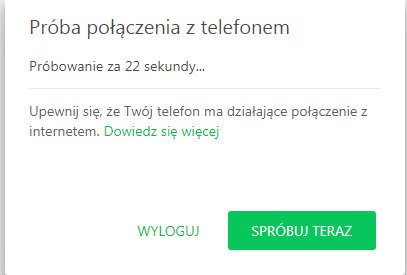 Próba połączenia z telefonem
Próbowanie za 22 sekundy...
Upewnij się, że Twój telefon ma działające połączenie z
internetem. Dowiedz się więcej
WYLOGUJ
SPRÓBUJ TERAZ